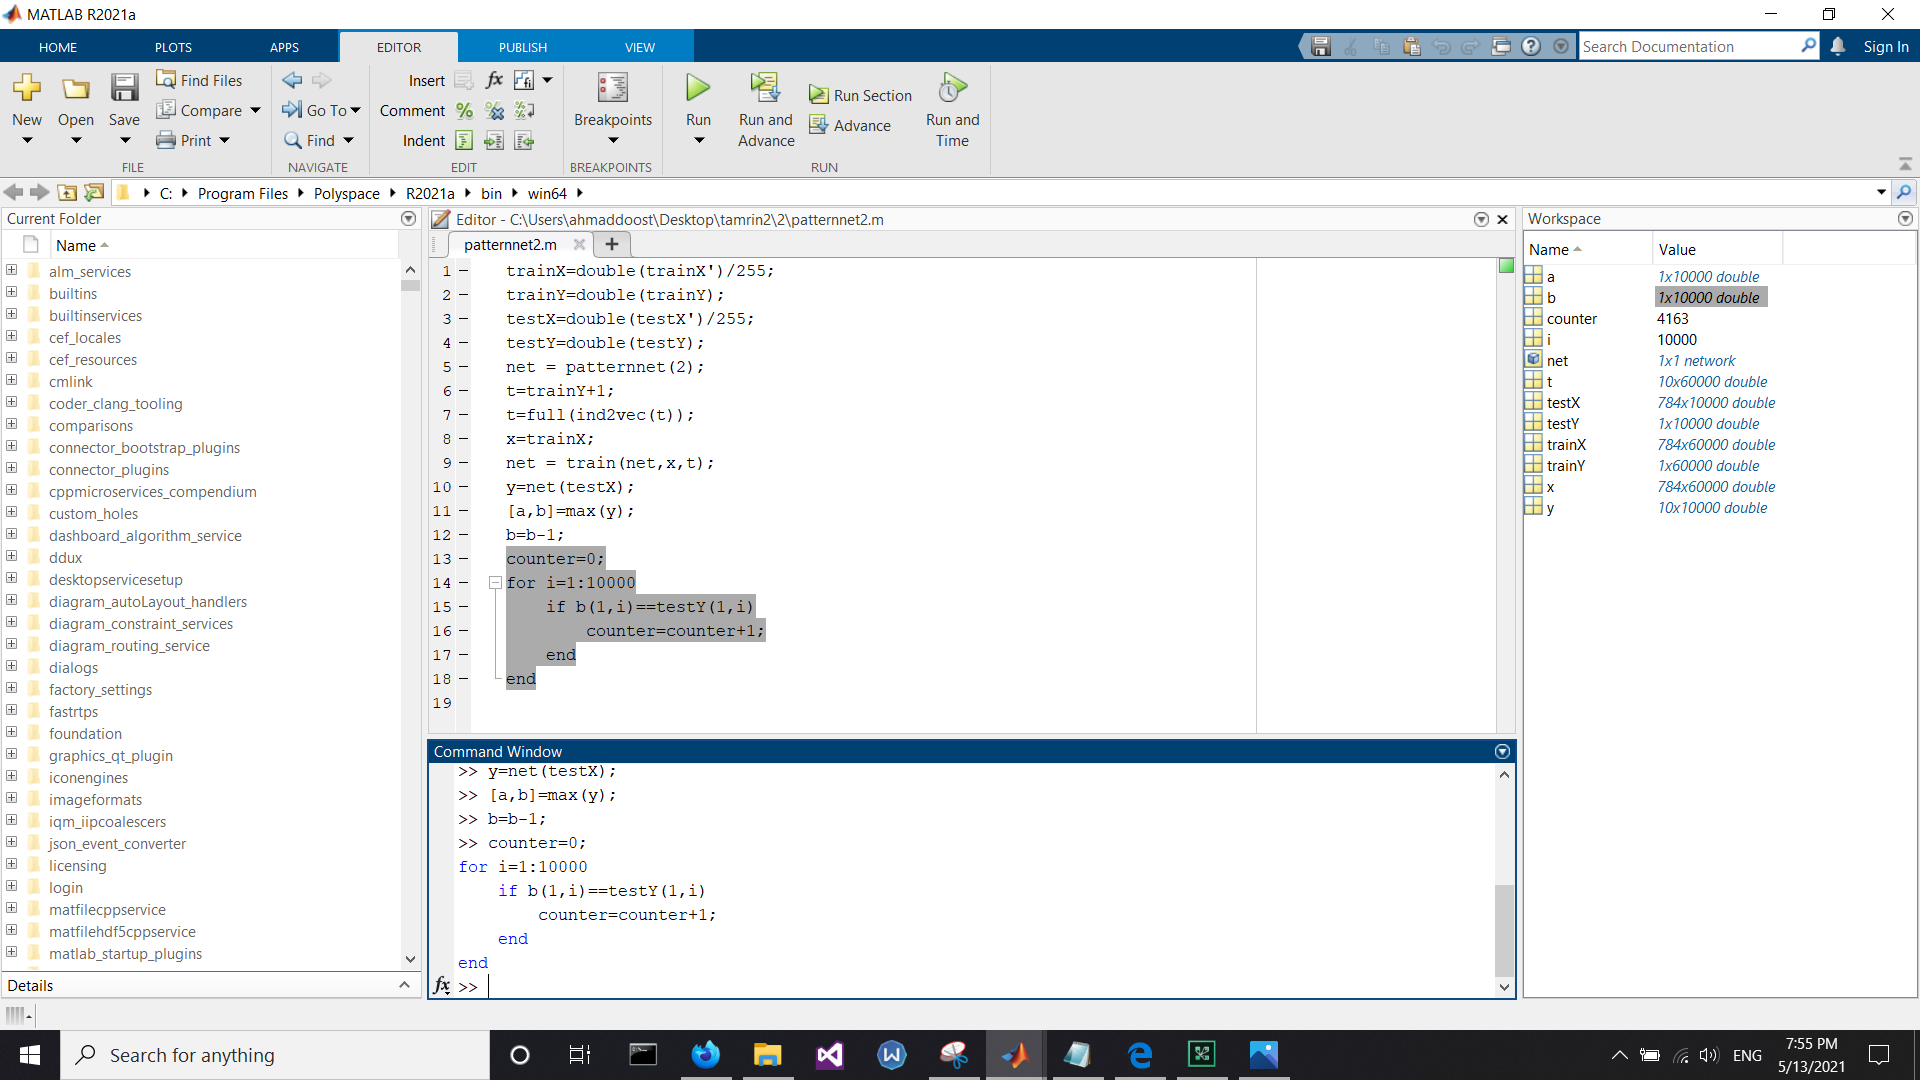 MATLAB R2021a
HOME PLOTS APPS EDITOR PUBLISH VIEW
Search Documentation
Sign In
New
Open
Save
Find Files
Compare
Print
FILE
Go To
Find
NAVIGATE
Insert
fx
fi
Comment
%
Indent
EDIT
Breakpoints
BREAKPOINTS
Run
Run and
Advance
Run Section
Advance
Run and
Time
RUN
C: Program Files Polyspace R2021a bin win64
Current Folder
Name
alm_services
builtins
builtinservices
cef_locales
cef_resources
cmlink
coder_clang_tooling
comparisons
connector_bootstrap_plugins
connector_plugins
cppmicroservices_compendium
custom_holes
dashboard_algorithm_service
ddux
desktopservicesetup
diagram_autoLayout_handlers
diagram_constraint_services
diagram_routing_service
dialogs
factory_settings
fastrtps
foundation
graphics_qt_plugin
iconengines
imageformats
iqm_iipcoalescers
json_event_converter
licensing
login
matfilecppservice
matfilehdf5cppservice
matlab_startup_plugins
Details
Editor - C:\Users\ahmaddoost\Desktop\tamrin2\2\patternnet2.m
patternnet2.m
1 trainX=double(trainX')/255;
2 trainY=double(trainY);
3 testX=double(testX')/255;
4 testY=double(testY);
5 net = patternnet(2);
6 t=trainY+1;
7 t=full(ind2vec(t));
8 x=trainX;
9 net = train(net,x,t);
10 y=net(testX);
11 [a,b]=max(y);
12 b=b-1;
13 counter=0;
14 for i=1:10000
15 if b(1,i)==testY(1,i)
16 counter=counter+1;
17 end
18 end
19
Command Window
>> y=net(testX);
>> [a,b]=max(y);
>> b=b-1;
>> counter=0;
for i=1:10000
if b(1,i)==testY(1,i)
counter=counter+1;
end
end
fx >>
Workspace
Name Value
a 1x10000 double
b 1x10000 double
counter 4163
i 10000
net 1x1 network
t 10x60000 double
testX 784x10000 double
testY 1x10000 double
trainX 784x60000 double
trainY 1x60000 double
x 784x60000 double
y 10x10000 double
Search for anything
ENG
7:55 PM
5/13/2021